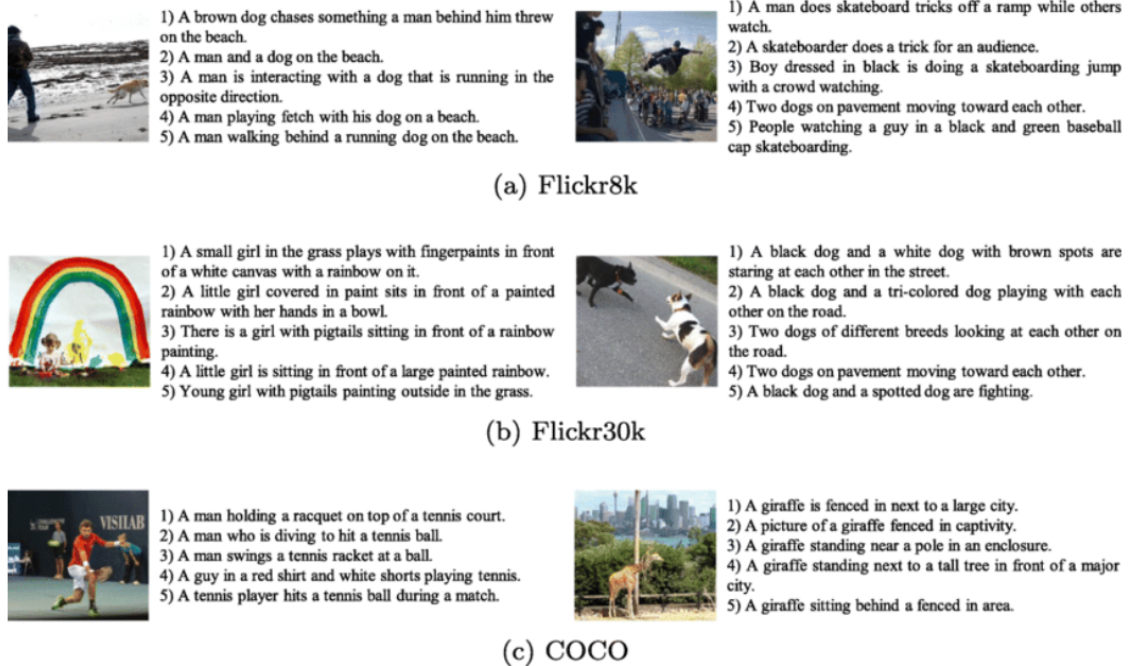 1) A brown dog chases something a man behind him threw
on the beach.
2) A man and a dog on the beach.
3) A man is interacting with a dog that is running in the
opposite direction.
4) A man playing fetch with his dog on a beach.
5) A man walking behind a running dog on the beach.
1) A man does skateboard tricks off a ramp while others
watch.
2) A skateboarder does a trick for an audience.
3) Boy dressed in black is doing a skateboarding jump
with a crowd watching.
4) Two dogs on pavement moving toward each other.
5) People watching a guy in a black and green baseball
cap skateboarding.
(a) Flickr8k
1) A small girl in the grass plays with fingerpaints in front
of a white canvas with a rainbow on it.
2) A little girl covered in paint sits in front of a painted
rainbow with her hands in a bowl.
3) There is a girl with pigtails sitting in front of a rainbow
painting.
4) A little girl is sitting in front of a large painted rainbow.
5) Young girl with pigtails painting outside in the grass.
1) A black dog and a white dog with brown spots are
staring at each other in the street.
2) A black dog and a tri-colored dog playing with each
other on the road.
3) Two dogs of different breeds looking at each other on
the road.
4) Two dogs on pavement moving toward each other.
5) A black dog and a spotted dog are fighting.
(b) Flickr30k
VISILAB
1) A man holding a racquet on top of a tennis court.
2) A man who is diving to hit a tennis ball.
3) A man swings a tennis racket at a ball.
4) A guy in a red shirt and white shorts playing tennis.
5) A tennis player hits a tennis ball during a match.
1) A giraffe is fenced in next to a large city.
2) A picture of a giraffe fenced in captivity.
3) A giraffe standing near a pole in an enclosure.
4) A giraffe standing next to a tall tree in front of a major
city.
5) A giraffe sitting behind a fenced in area.
(c) COCO